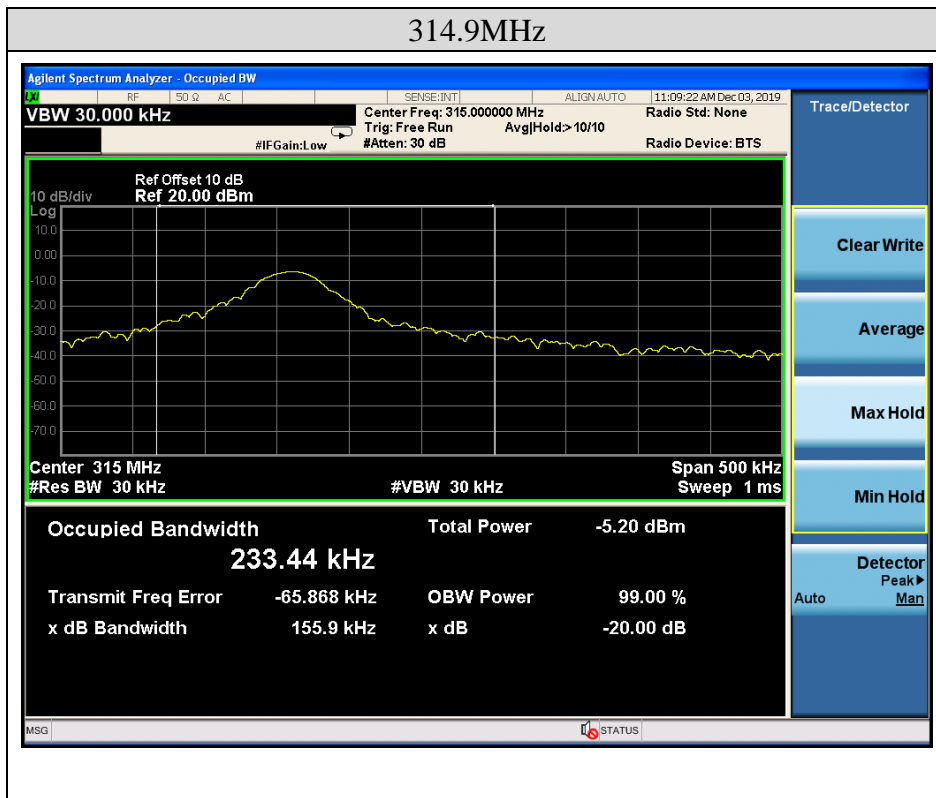 314.9MHz
Agilent Spectrum Analyzer - Occupied BW
LXI RF 50 Ω AC SENSE:INT ALIGN AUTO 11:09:22 AM Dec 03, 2019
VBW 30.000 kHz
Center Freq: 315.000000 MHz
Radio Std: None
Trig: Free Run Avg|Hold:> 10/10
#IFGain:Low
#Atten: 30 dB
Radio Device: BTS
Trace/Detector
Ref Offset 10 dB
10 dB/div Ref 20.00 dBm
Log
10.0
0.00
-10.0
-20.0
-30.0
-40.0
-50.0
-60.0
-70.0
Center 315 MHz Span 500 kHz
#Res BW 30 kHz #VBW 30 kHz Sweep 1 ms
Occupied Bandwidth
233.44 kHz
Total Power -5.20 dBm
Transmit Freq Error -65.868 kHz OBW Power 99.00 %
x dB Bandwidth 155.9 kHz x dB -20.00 dB
Clear Write
Average
Max Hold
Min Hold
Detector
Peak▶
Auto Man
MSG STATUS